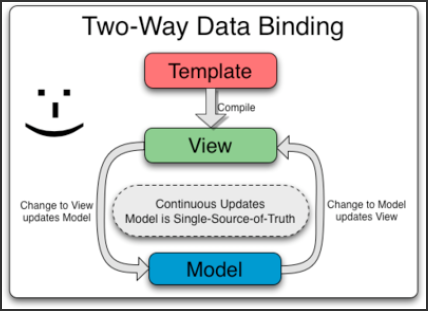 Two-Way Data Binding
Template
Compile
View
Change to View
updates Model
Continuous Updates
Model is Single-Source-of-Truth
Change to Model
updates View
Model